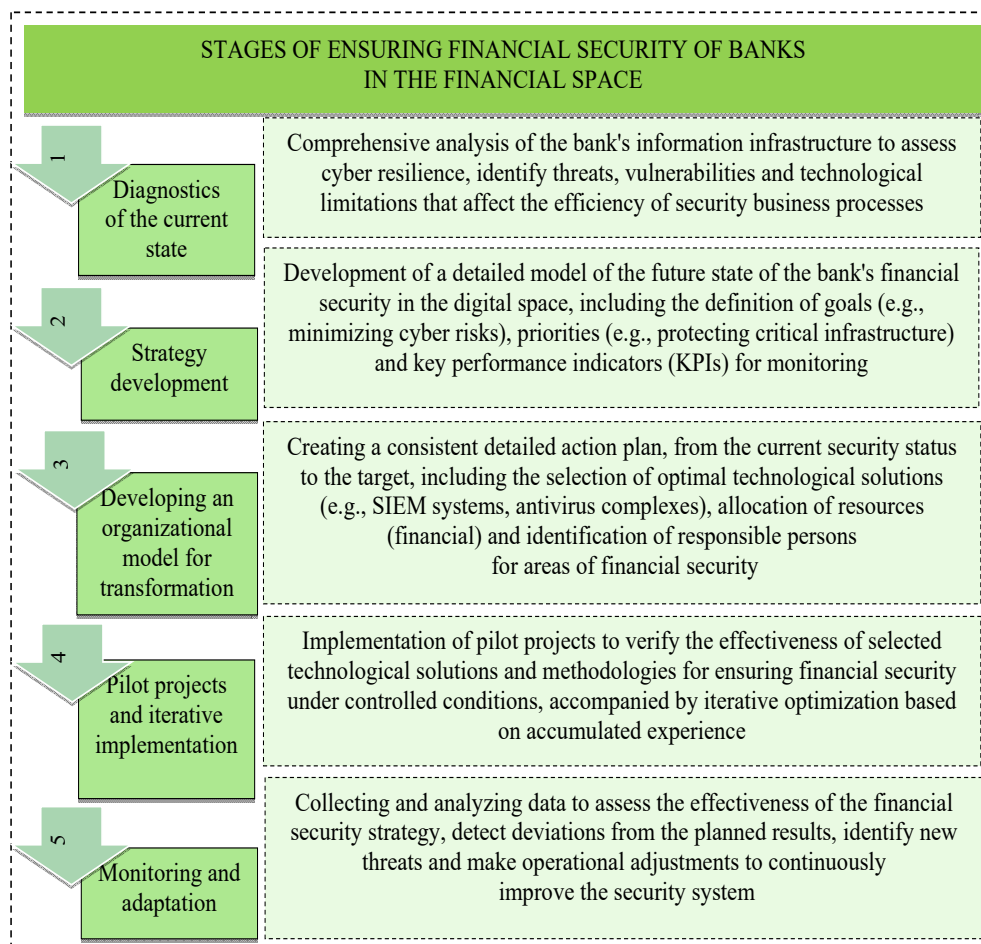 STAGES OF ENSURING FINANCIAL SECURITY OF BANKS
IN THE FINANCIAL SPACE
1
Diagnostics
of the current
state
Comprehensive analysis of the bank's information infrastructure to assess
cyber resilience, identify threats, vulnerabilities and technological
limitations that affect the efficiency of security business processes
2
Strategy
development
Development of a detailed model of the future state of the bank's financial
security in the digital space, including the definition of goals (e.g.,
minimizing cyber risks), priorities (e.g., protecting critical infrastructure)
and key performance indicators (KPIs) for monitoring
3
Developing an
organizational
model for
transformation
Creating a consistent detailed action plan, from the current security status
to the target, including the selection of optimal technological solutions
(e.g., SIEM systems, antivirus complexes), allocation of resources
(financial) and identification of responsible persons
for areas of financial security
4
Pilot projects
and iterative
implementation
Implementation of pilot projects to verify the effectiveness of selected
technological solutions and methodologies for ensuring financial security
under controlled conditions, accompanied by iterative optimization based
on accumulated experience
5
Monitoring and
adaptation
Collecting and analyzing data to assess the effectiveness of the financial
security strategy, detect deviations from the planned results, identify new
threats and make operational adjustments to continuously
improve the security system